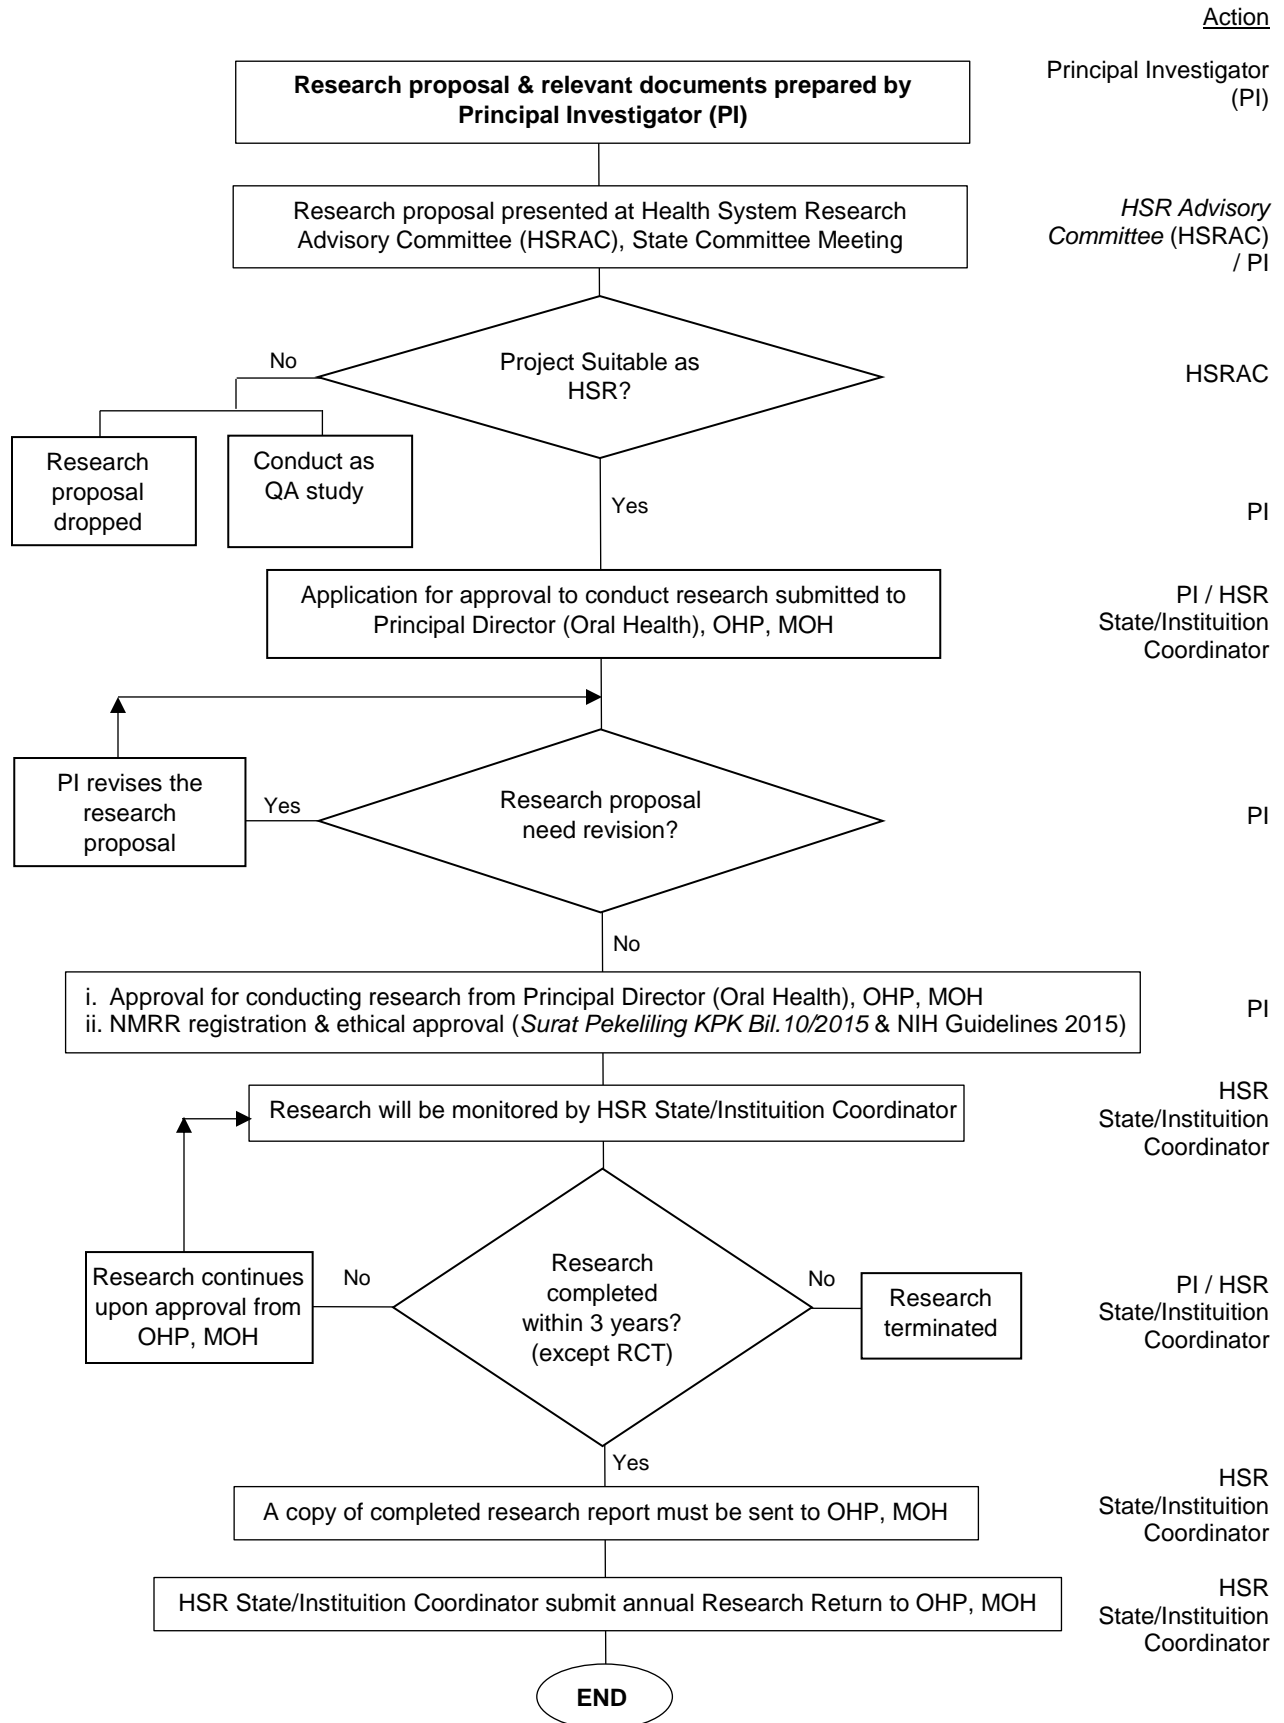 Action
Research proposal & relevant documents prepared by
Principal Investigator (PI)
Principal Investigator
(PI)
Research proposal presented at Health System Research
Advisory Committee (HSRAC), State Committee Meeting
HSR Advisory
Committee (HSRAC)
/ PI
Project Suitable as
HSR?
HSRAC
No
Research
proposal
dropped
Conduct as
QA study
Yes
PI
Application for approval to conduct research submitted to
Principal Director (Oral Health), OHP, MOH
PI / HSR
State/Instituition
Coordinator
PI revises the
research
proposal
Yes
Research proposal
need revision?
PI
No
i. Approval for conducting research from Principal Director (Oral Health), OHP, MOH
ii. NMRR registration & ethical approval (Surat Pekeliling KPK Bil.10/2015 & NIH Guidelines 2015)
PI
Research will be monitored by HSR State/Instituition Coordinator
HSR
State/Instituition
Coordinator
Research continues
upon approval from
OHP, MOH
No
Research
completed
within 3 years?
(except RCT)
No
Research
terminated
PI / HSR
State/Instituition
Coordinator
Yes
A copy of completed research report must be sent to OHP, MOH
HSR
State/Instituition
Coordinator
HSR State/Instituition Coordinator submit annual Research Return to OHP, MOH
HSR
State/Instituition
Coordinator
END